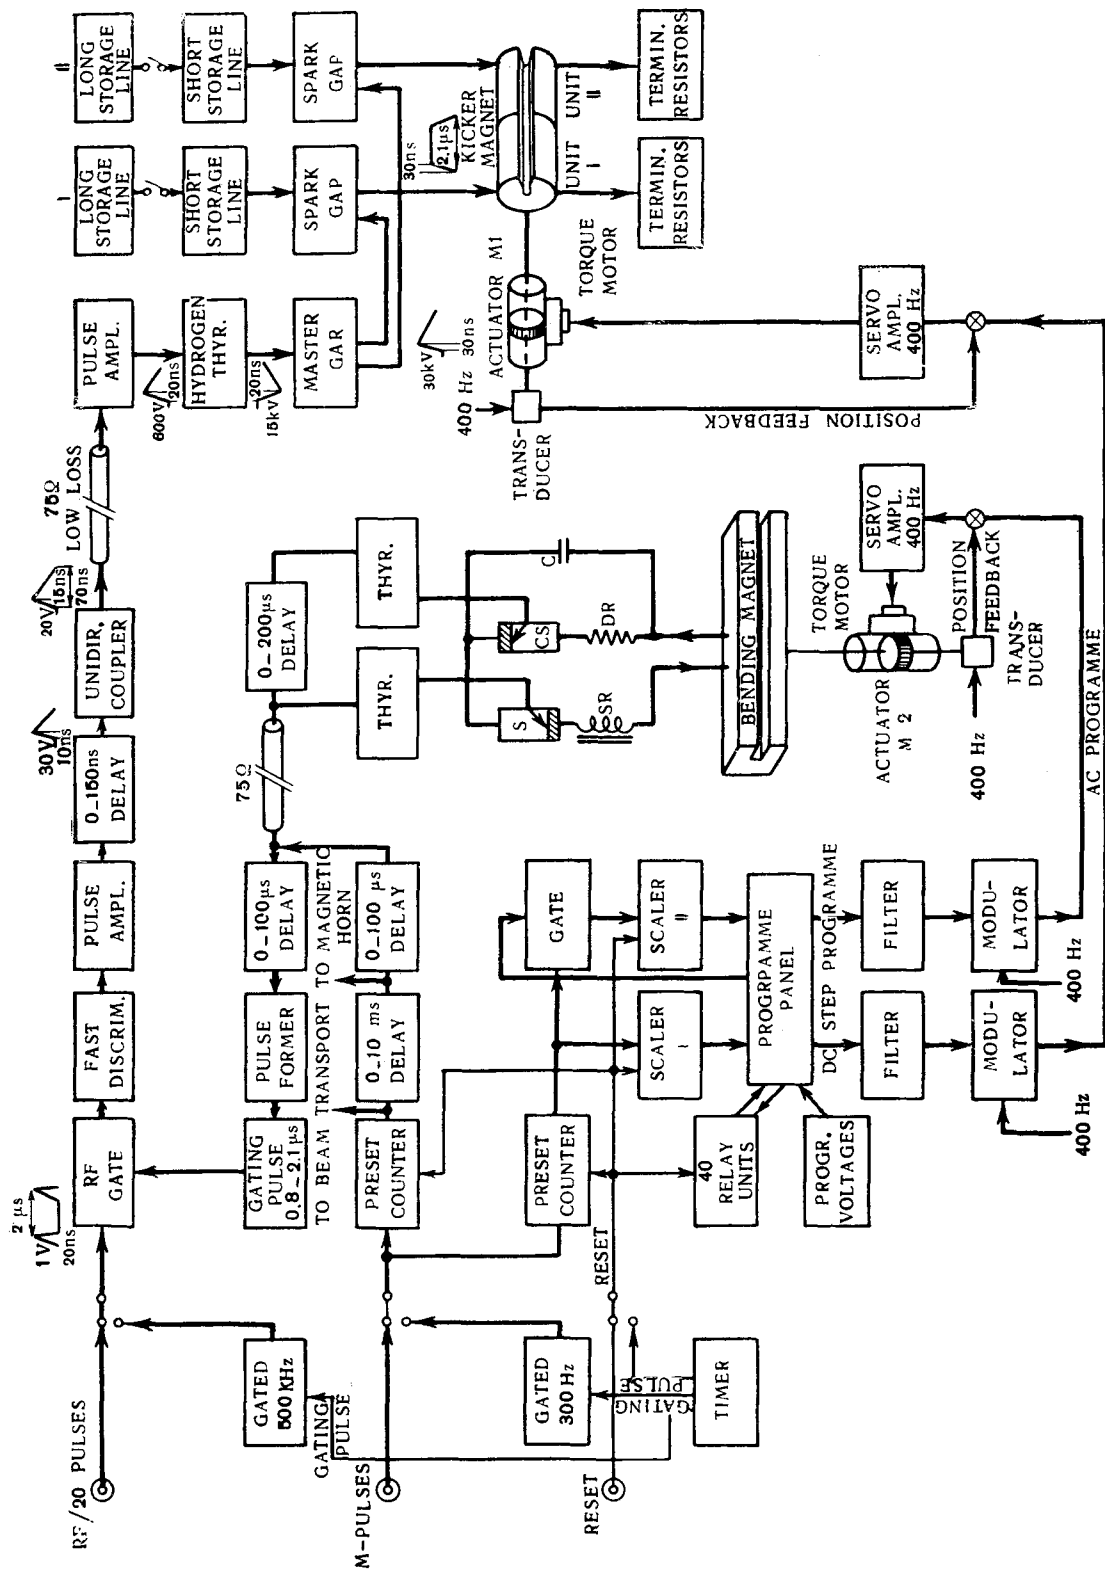 RF/20 PULSES
1V
2 µs
20ns
RF
GATE
FAST
DISCRIM.
PULSE
AMPL.
0-150ns
DELAY
30V
10ns
UNIDIR.
COUPLER
20V
15ns
70ns
75Ω
LOW LOSS
PULSE
AMPL.
600V
20ns
HYDROGEN
THYR.
15kV
20ns
MASTER
GAR
I
LONG
STORAGE
LINE
SHORT
STORAGE
LINE
SPARK
GAP
II
LONG
STORAGE
LINE
SHORT
STORAGE
LINE
SPARK
GAP
30ns
2.1µs
KICKER
MAGNET
UNIT I
UNIT II
TERMIN.
RESISTORS
TERMIN.
RESISTORS
30kV
30ns
400 Hz
ACTUATOR M1
TORQUE
MOTOR
TRANS-
DUCER
POSITION FEEDBACK
SERVO
AMPL.
400 Hz
GATED
500 KHz
GATING
PULSE
GATING
PULSE
0.8-2.1µs
PULSE
FORMER
0-100µs
DELAY
75Ω
0-200µs
DELAY
THYR.
THYR.
TO BEAM TRANSPORT TO MAGNETIC
HORN
M-PULSES
PRESET
COUNTER
0_10 ms
DELAY
0-100 µs
DELAY
S
SR
CS
DR
C
BENDING MAGNET
TORQUE
MOTOR
ACTUATOR
M 2
SERVO
AMPL.
400 Hz
POSITION
FEEDBACK
TRANS-
DUCER
400 Hz
GATED
300 Hz
GATING
PULSE
PRESET
COUNTER
GATE
RESET
RESET
SCALER
I
SCALER
II
TIMER
40
RELAY
UNITS
PROGRPAMME
PANEL
PROGR.
VOLTAGES
DC STEP PROGRAMME
FILTER
FILTER
MODU-
LATOR
MODU-
LATOR
400 Hz
400 Hz
AC PROGRAMME